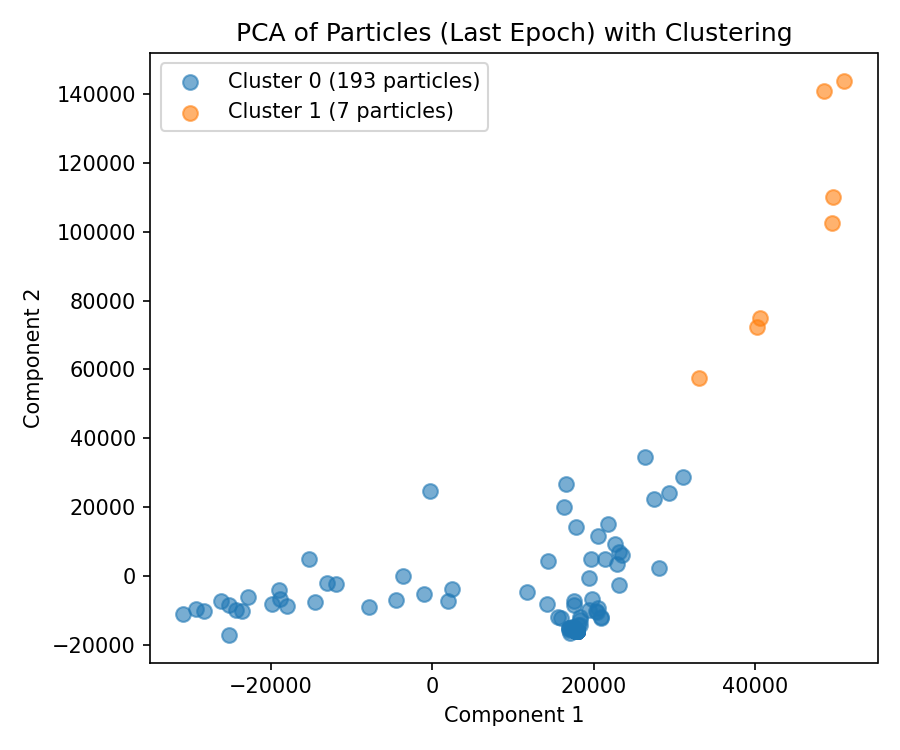 PCA of Particles (Last Epoch) with Clustering
Cluster 0 (193 particles)
Cluster 1 (7 particles)
140000
120000
100000
80000
60000
40000
20000
0
−20000
Component 2
−20000
0
20000
40000
Component 1